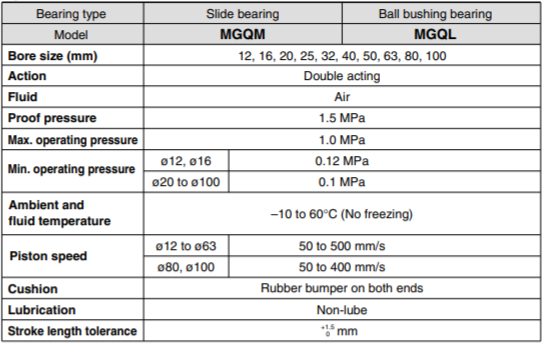 Bearing type Slide bearing Ball bushing bearing
Model MGQM MGQL
Bore size (mm) 12, 16, 20, 25, 32, 40, 50, 63, 80, 100
Action Double acting
Fluid Air
Proof pressure 1.5 MPa
Max. operating pressure 1.0 MPa
Min. operating pressure ø12, ø16 0.12 MPa
ø20 to ø100 0.1 MPa
Ambient and
fluid temperature –10 to 60°C (No freezing)
Piston speed ø12 to ø63 50 to 500 mm/s
ø80, ø100 50 to 400 mm/s
Cushion Rubber bumper on both ends
Lubrication Non-lube
Stroke length tolerance +1.5 0 mm